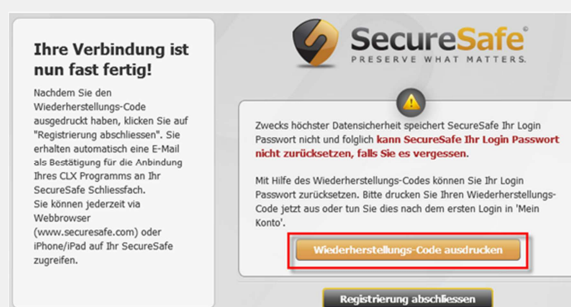 Ihre Verbindung ist
nun fast fertig!
Nachdem Sie den
Wiederherstellungs-Code
ausgedruckt haben, klicken Sie auf
"Registrierung abschliessen". Sie
erhalten automatisch eine E-Mail
als Bestätigung für die Anbindung
Ihres CLX Programms an Ihr
SecureSafe Schliessfach.
Sie können jederzeit via
Webbrowser
(www.securesafe.com) oder
iPhone/iPad auf Ihr SecureSafe
zugreifen.
SecureSafe
PRESERVE WHAT MATTERS.
Zwecks höchster Datensicherheit speichert SecureSafe Ihr Login
Passwort nicht und folglich kann SecureSafe Ihr Login Passwort
nicht zurücksetzen, falls Sie es vergessen.
Mit Hilfe des Wiederherstellungs-Codes können Sie Ihr Login
Passwort zurücksetzen. Bitte drucken Sie Ihren Wiederherstellungs-
Code jetzt aus oder tun Sie dies nach dem ersten Login in 'Mein
Konto'.
Wiederherstellungs-Code ausdrucken
Registrierung abschliessen